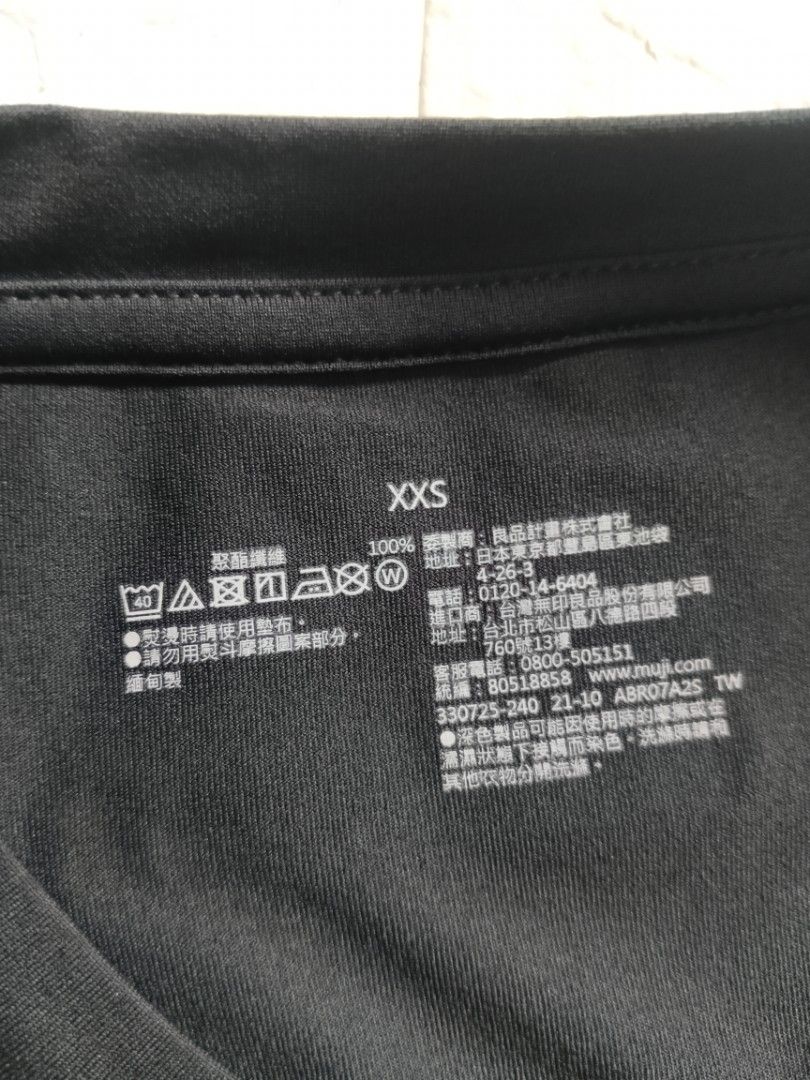 XXS
聚酯纖維 100%
40
W
●熨燙時請使用墊布。
●請勿用熨斗摩擦圖案部分。
緬甸製
委製商：良品計畫株式會社
地址：日本東京都豐島區東池袋
4-26-3
電話：0120-14-6404
進口商：台灣無印良品股份有限公司
地址：台北市松山區八德路四段
760號13樓
客服電話：0800-505151
統編：80518858 www.muji.com
330725-240 21-10 ABR07A2S TW
●深色製品可能因使用時的摩擦或在
濡濕狀態下接觸而染色。洗滌時請和
其他衣物分開洗滌。